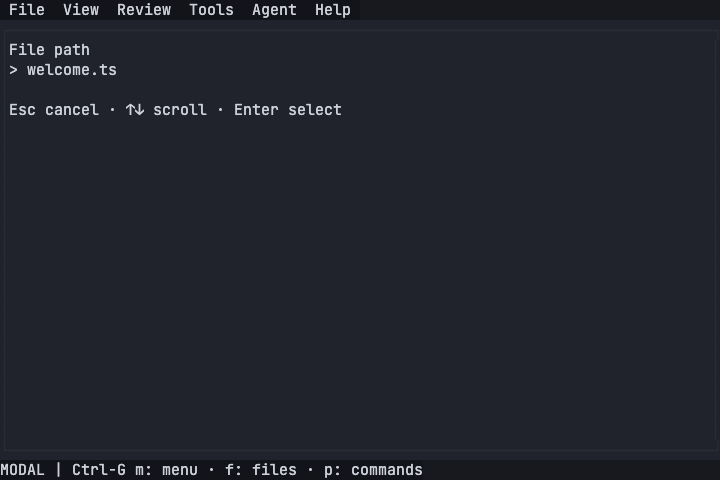 File  View  Review  Tools  Agent  Help
File path
> welcome.ts
Esc cancel · ↑↓ scroll · Enter select
MODAL | Ctrl-G m: menu · f: files · p: commands